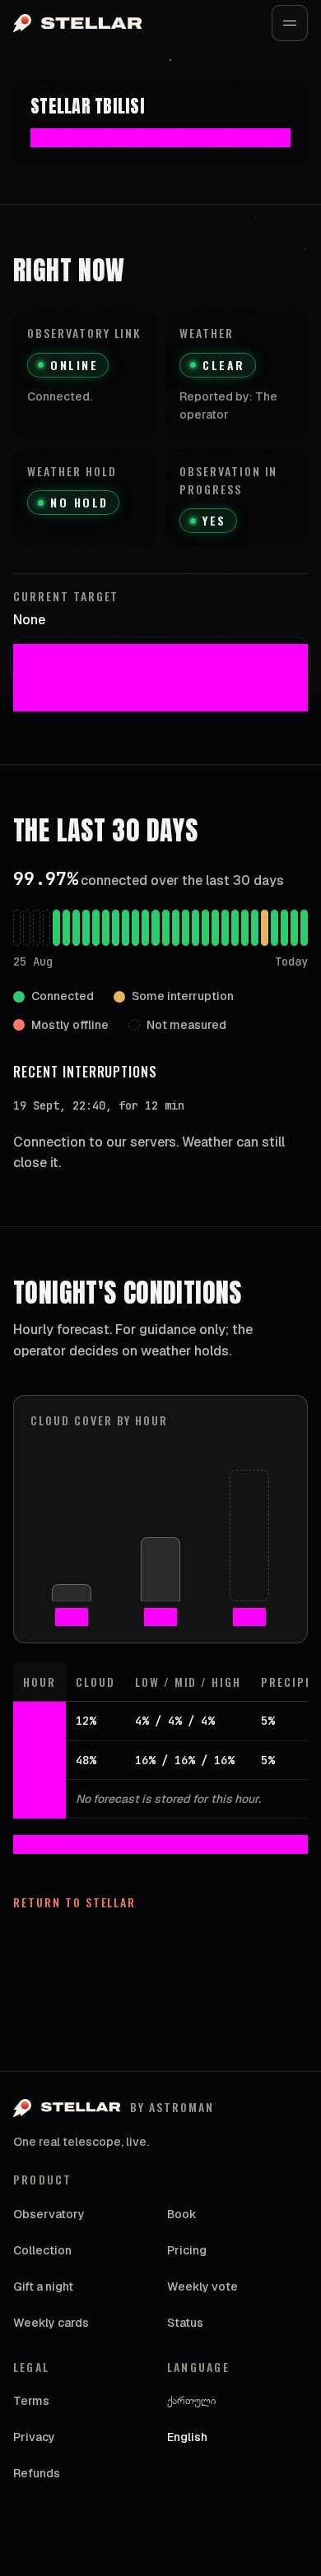 STELLAR
STELLAR TBILISI
RIGHT NOW
OBSERVATORY LINK
ONLINE
Connected.
WEATHER
CLEAR
Reported by: The
operator
WEATHER HOLD
NO HOLD
OBSERVATION IN
PROGRESS
YES
CURRENT TARGET
None
THE LAST 30 DAYS
99.97% connected over the last 30 days
25 Aug Today
Connected Some interruption
Mostly offline Not measured
RECENT INTERRUPTIONS
19 Sept, 22:40, for 12 min
Connection to our servers. Weather can still
close it.
TONIGHT'S CONDITIONS
Hourly forecast. For guidance only; the
operator decides on weather holds.
CLOUD COVER BY HOUR
HOUR CLOUD LOW / MID / HIGH PRECIPI
12% 4% / 4% / 4% 5%
48% 16% / 16% / 16% 5%
No forecast is stored for this hour.
RETURN TO STELLAR
STELLAR BY ASTROMAN
One real telescope, live.
PRODUCT
Observatory Book
Collection Pricing
Gift a night Weekly vote
Weekly cards Status
LEGAL LANGUAGE
Terms ქართული
Privacy English
Refunds